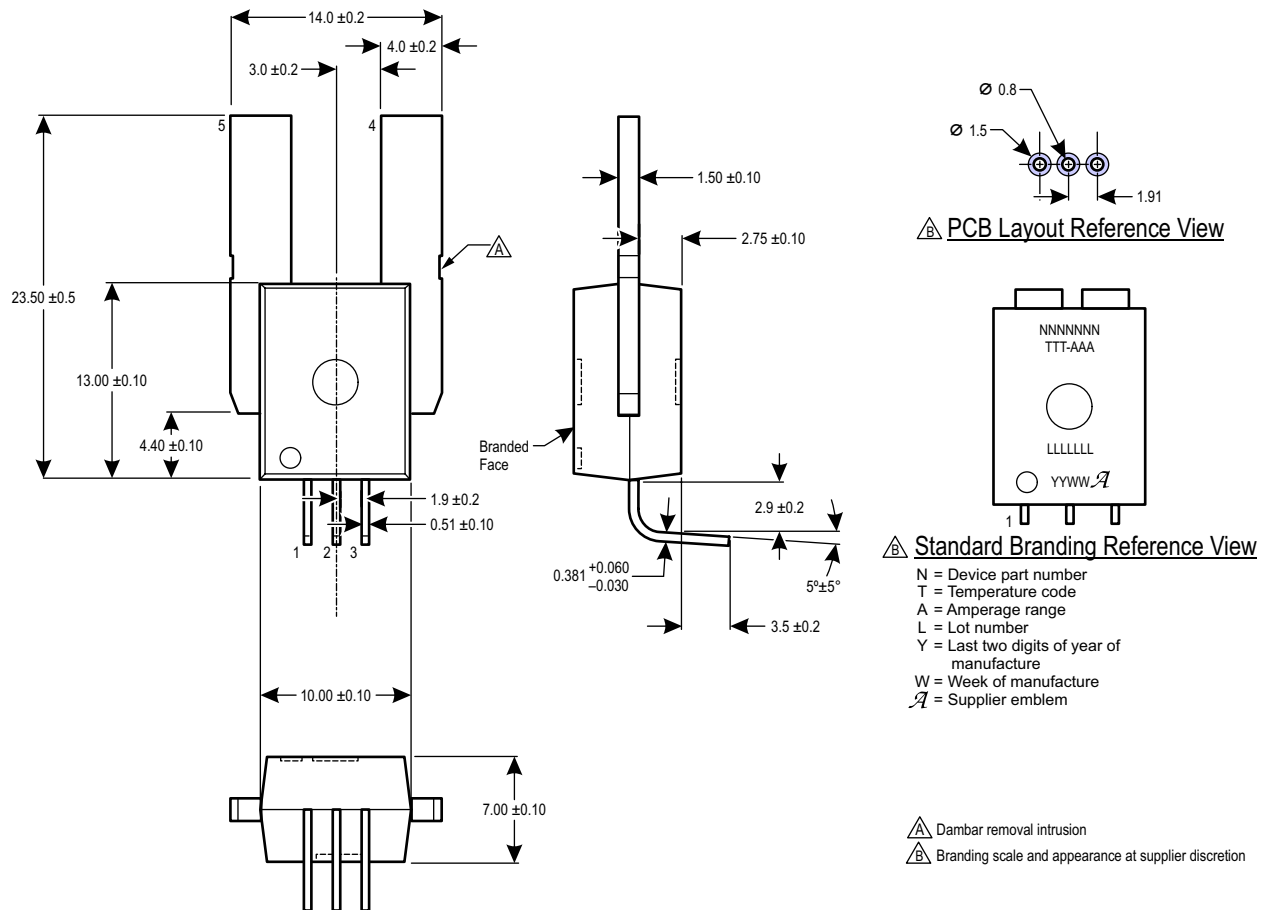 14.0 ±0.2
4.0 ±0.2
3.0 ±0.2
5
4
A
23.50 ±0.5
13.00 ±0.10
4.40 ±0.10
1.9 ±0.2
0.51 ±0.10
1 2 3
10.00 ±0.10
7.00 ±0.10
1.50 ±0.10
2.75 ±0.10
Branded
Face
2.9 ±0.2
0.381 +0.060
–0.030
5°±5°
3.5 ±0.2
Ø 0.8
Ø 1.5
1.91
B PCB Layout Reference View
NNNNNNN
TTT-AAA
LLLLLLL
YYWW A
1
B Standard Branding Reference View
N = Device part number
T = Temperature code
A = Amperage range
L = Lot number
Y = Last two digits of year of
manufacture
W = Week of manufacture
A = Supplier emblem
A Dambar removal intrusion
B Branding scale and appearance at supplier discretion